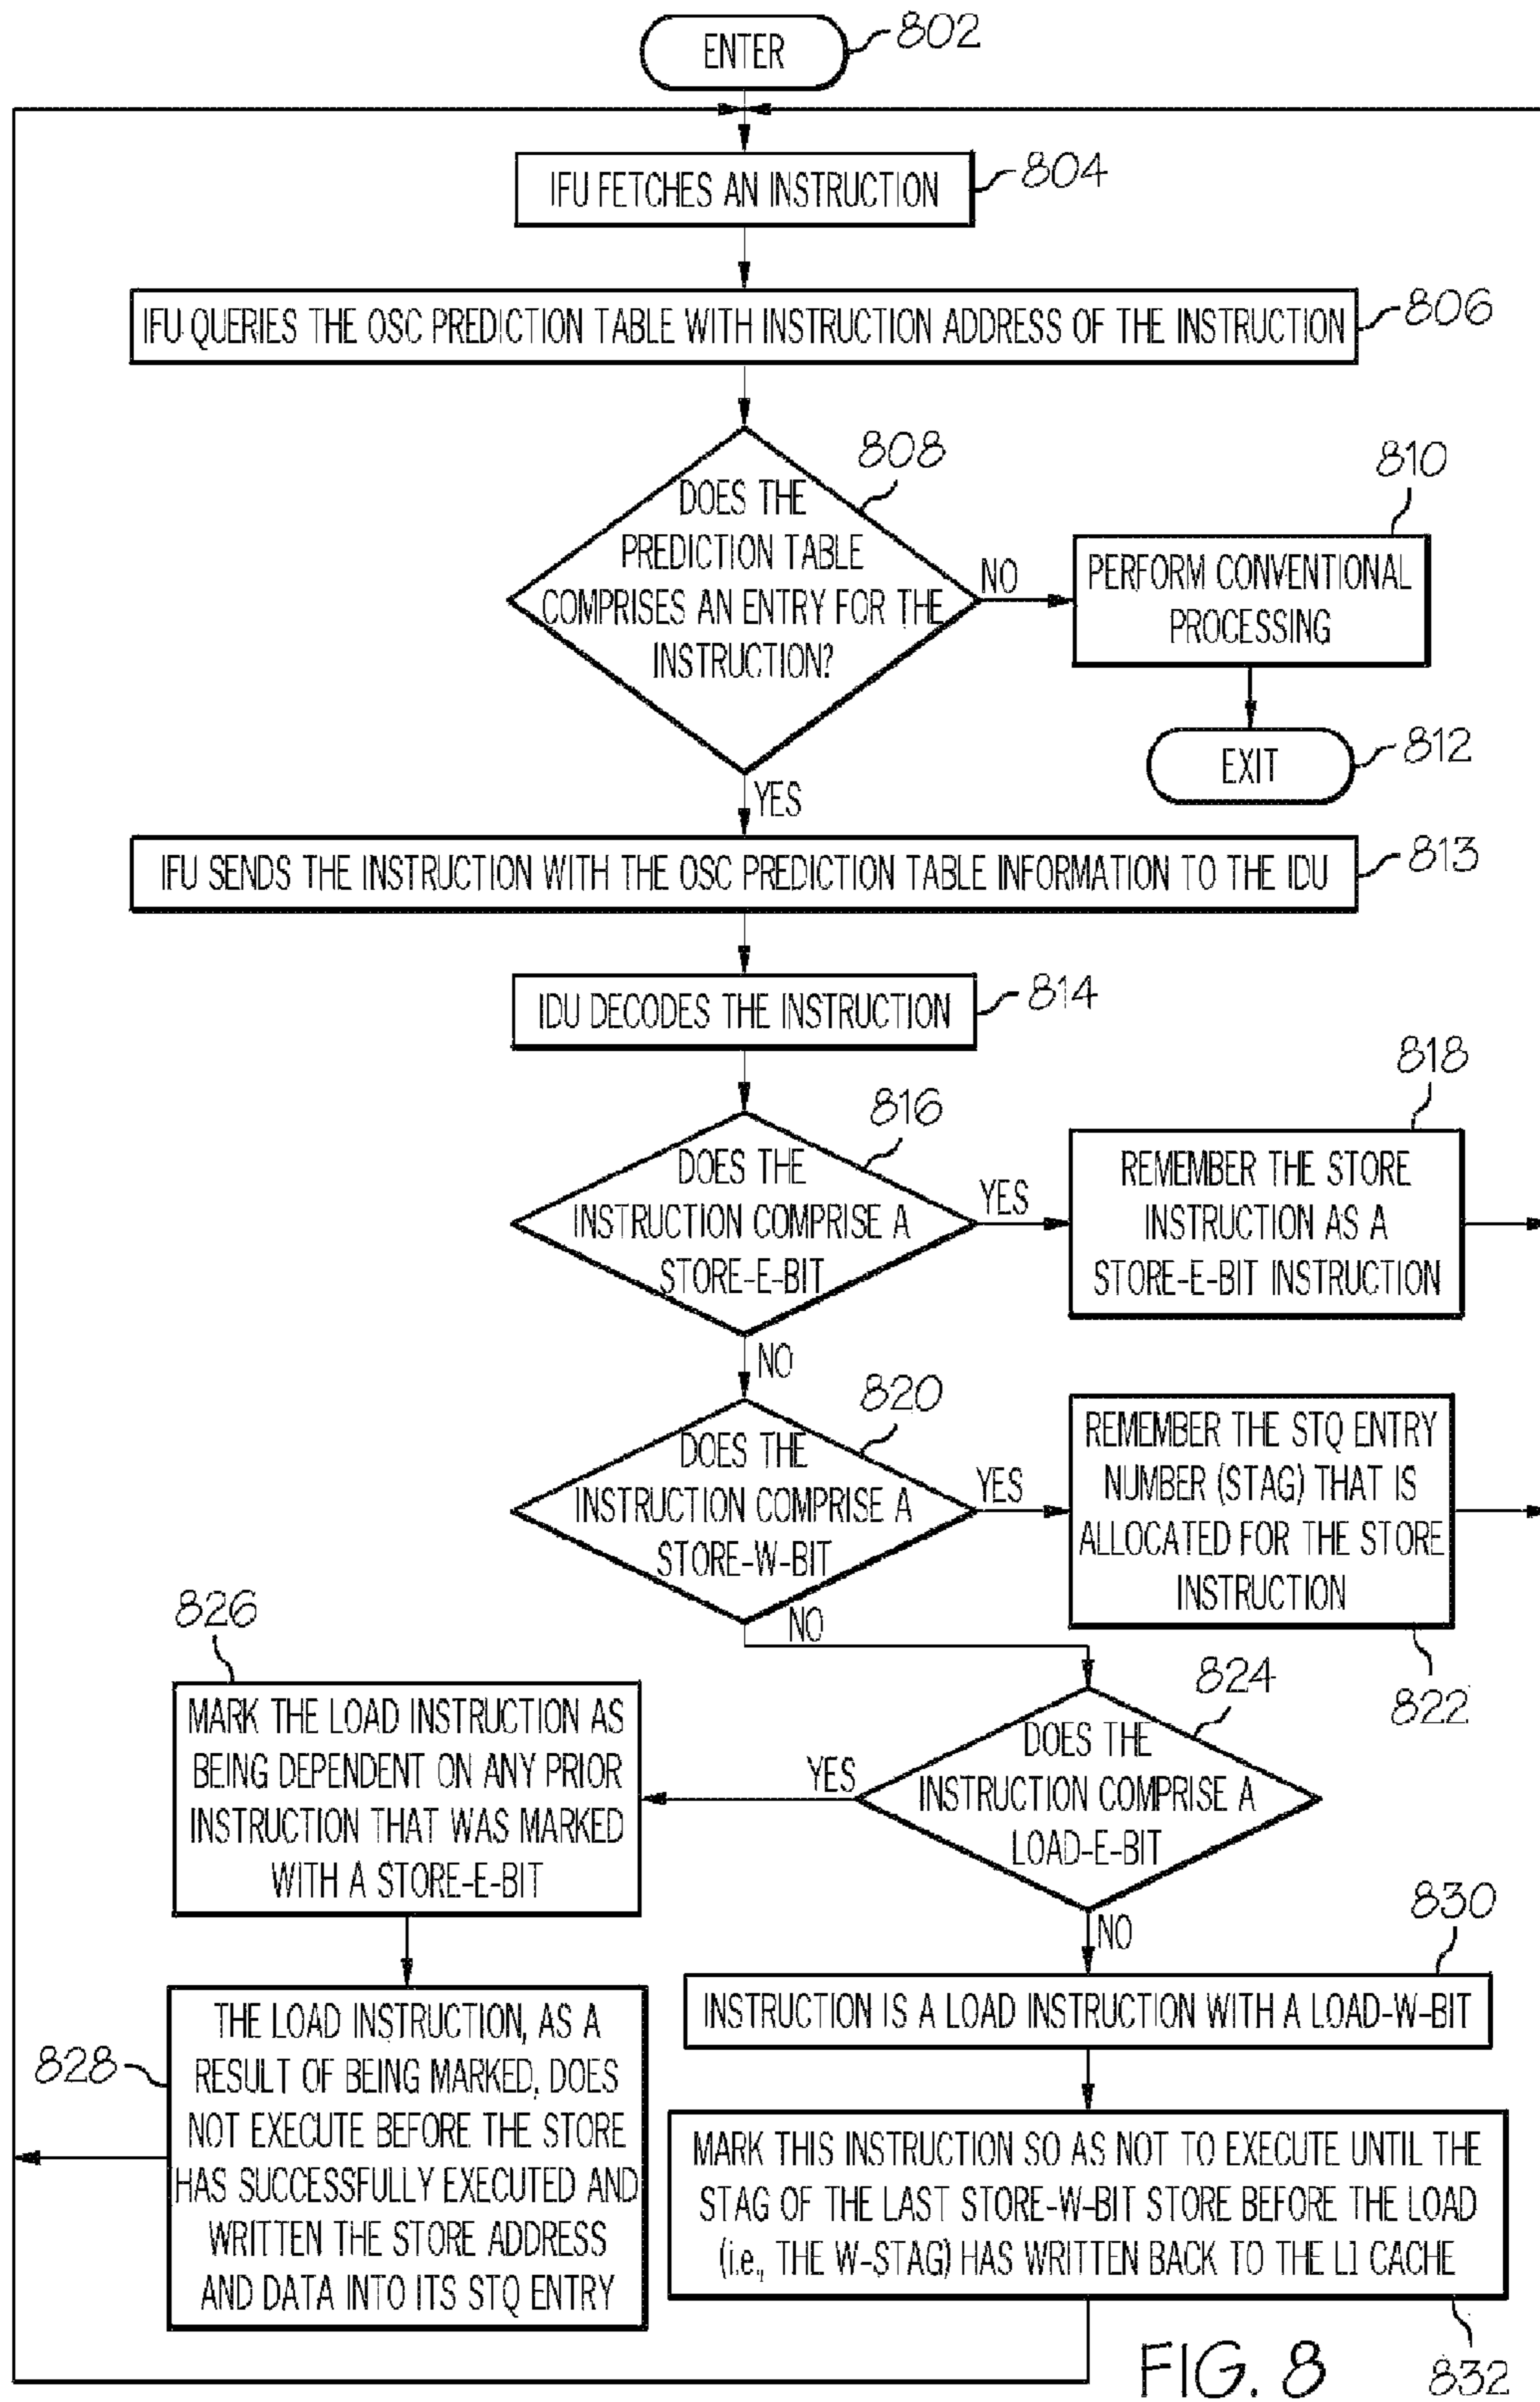 ENTER
802
IFU FETCHES AN INSTRUCTION
804
IFU QUERIES THE OSC PREDICTION TABLE WITH INSTRUCTION ADDRESS OF THE INSTRUCTION
806
808
DOES THE
PREDICTION TABLE
COMPRISES AN ENTRY FOR THE
INSTRUCTION?
NO
810
PERFORM CONVENTIONAL
PROCESSING
EXIT
812
YES
IFU SENDS THE INSTRUCTION WITH THE OSC PREDICTION TABLE INFORMATION TO THE IDU
813
IDU DECODES THE INSTRUCTION
814
816
DOES THE
INSTRUCTION COMPRISE A
STORE-E-BIT
YES
818
REMEMBER THE STORE
INSTRUCTION AS A
STORE-E-BIT INSTRUCTION
NO
820
DOES THE
INSTRUCTION COMPRISE A
STORE-W-BIT
YES
REMEMBER THE STQ ENTRY
NUMBER (STAG) THAT IS
ALLOCATED FOR THE STORE
INSTRUCTION
822
NO
824
DOES THE
INSTRUCTION COMPRISE A
LOAD-E-BIT
YES
826
MARK THE LOAD INSTRUCTION AS
BEING DEPENDENT ON ANY PRIOR
INSTRUCTION THAT WAS MARKED
WITH A STORE-E-BIT
828
THE LOAD INSTRUCTION, AS A
RESULT OF BEING MARKED, DOES
NOT EXECUTE BEFORE THE STORE
HAS SUCCESSFULLY EXECUTED AND
WRITTEN THE STORE ADDRESS
AND DATA INTO ITS STQ ENTRY
NO
830
INSTRUCTION IS A LOAD INSTRUCTION WITH A LOAD-W-BIT
MARK THIS INSTRUCTION SO AS NOT TO EXECUTE UNTIL THE
STAG OF THE LAST STORE-W-BIT STORE BEFORE THE LOAD
(i.e., THE W-STAG) HAS WRITTEN BACK TO THE L1 CACHE
832
FIG. 8